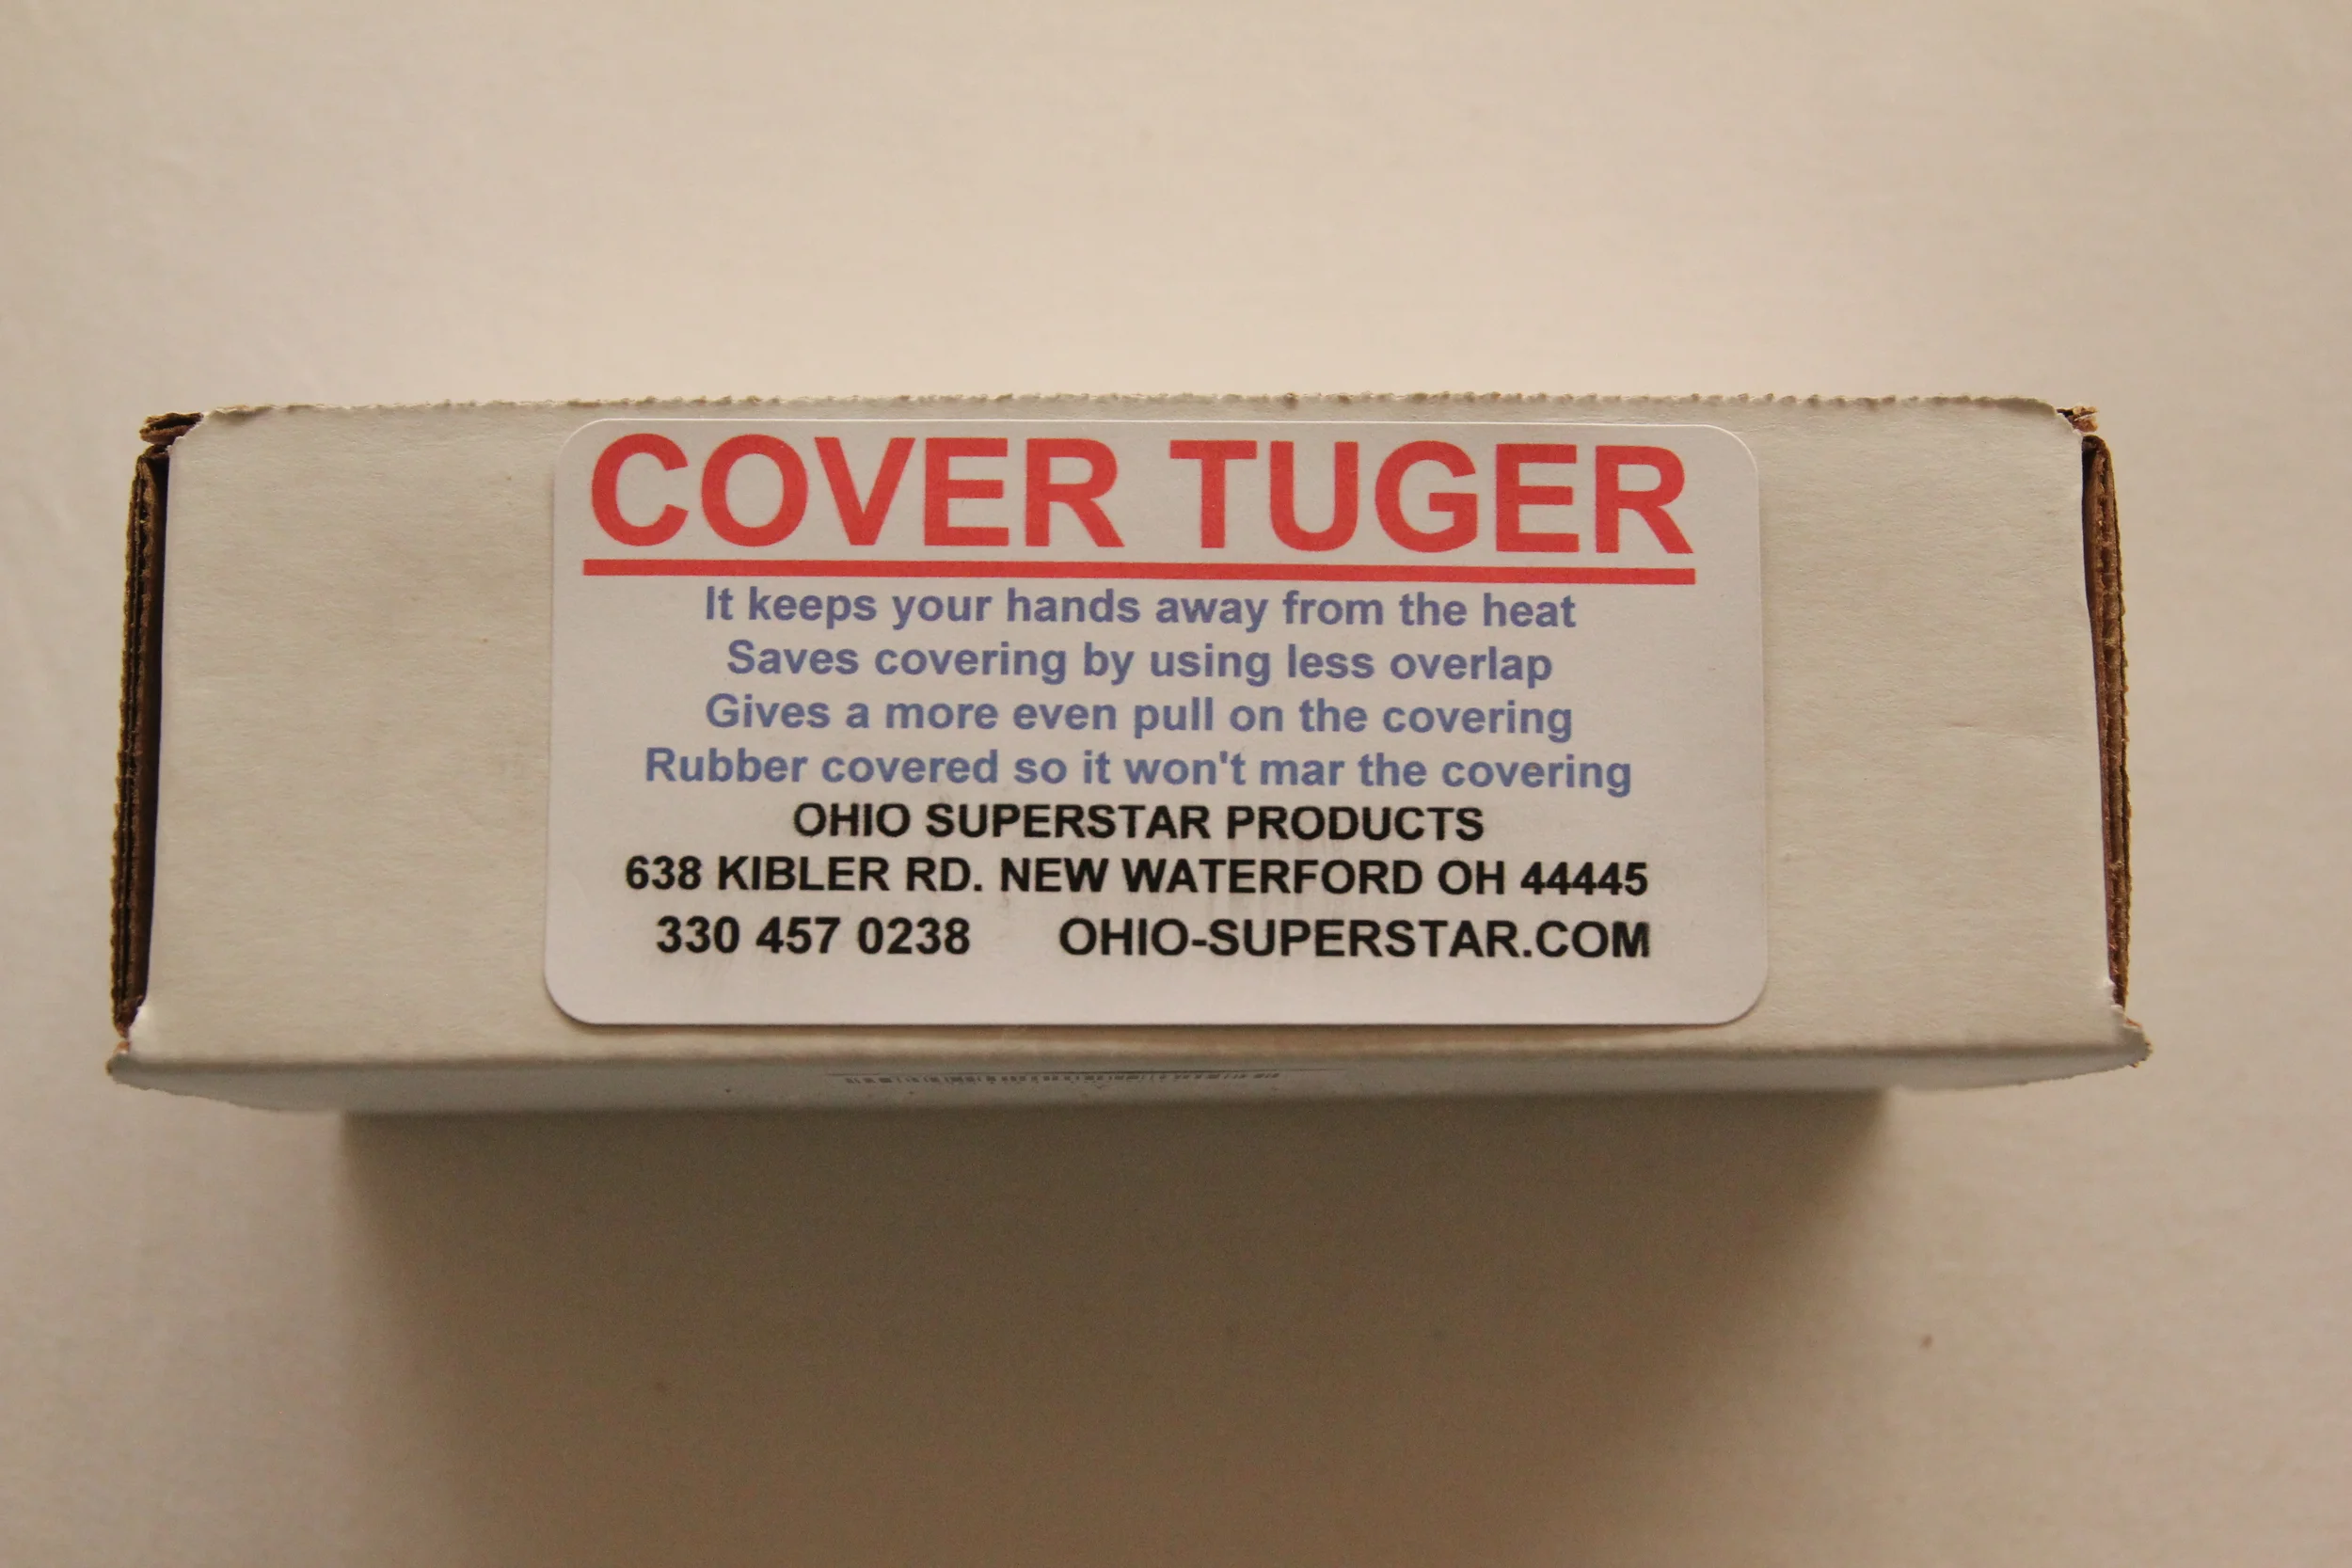 COVER TUGER
It keeps your hands away from the heat
Saves covering by using less overlap
Gives a more even pull on the covering
Rubber covered so it won't mar the covering
OHIO SUPERSTAR PRODUCTS
638 KIBLER RD. NEW WATERFORD OH 44445
330 457 0238 OHIO-SUPERSTAR.COM